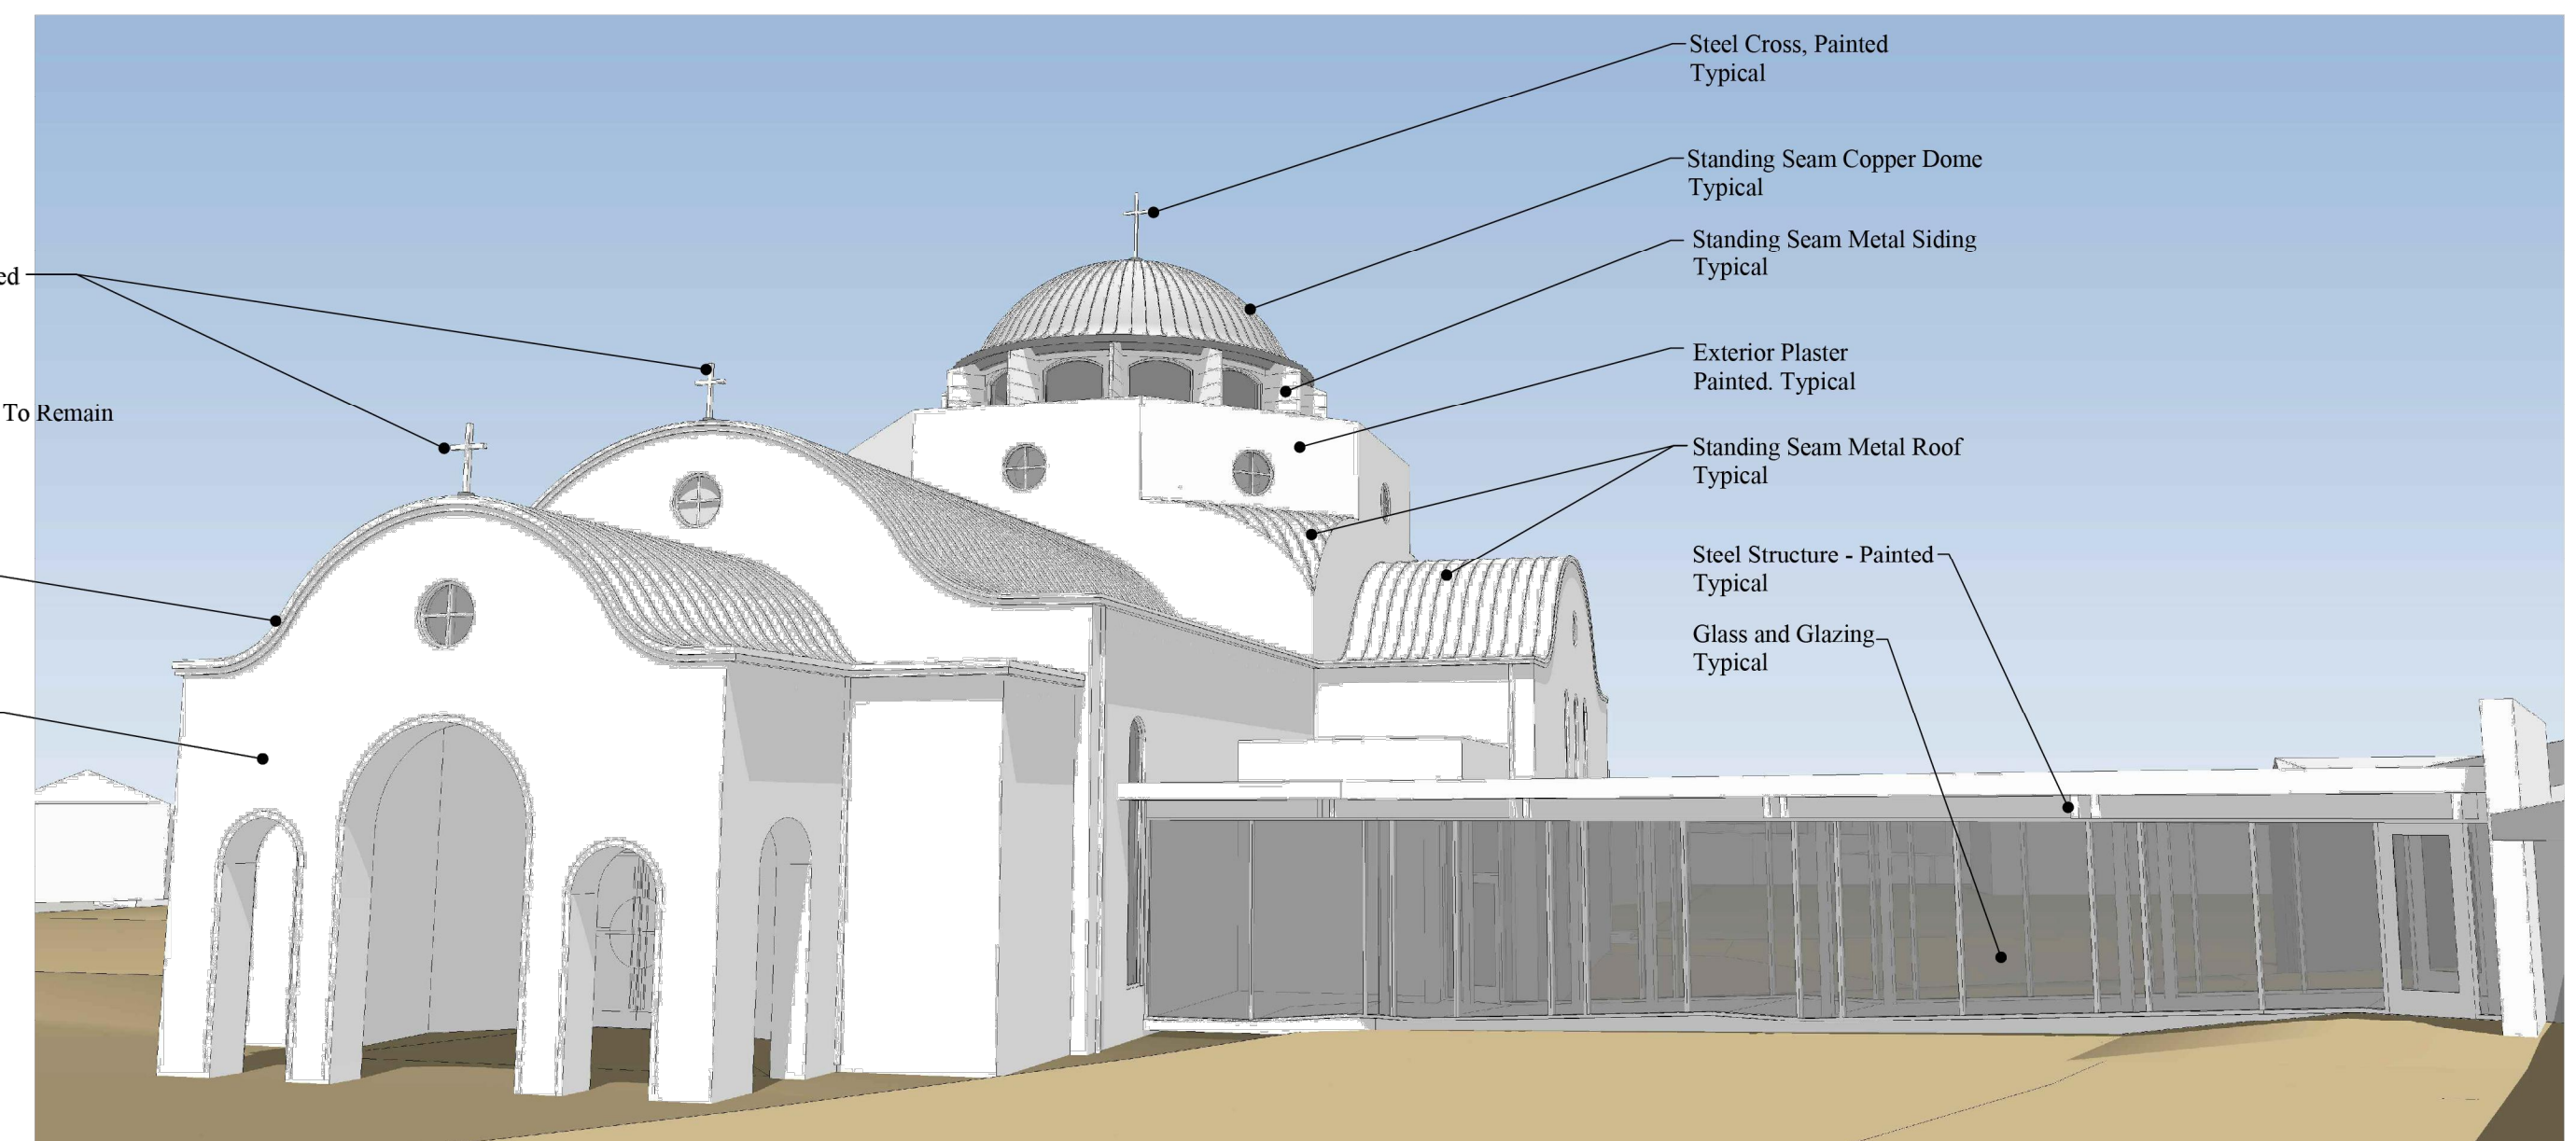 Steel Cross, Painted
Typical
Standing Seam Copper Dome
Typical
Standing Seam Metal Siding
Typical
ed
Exterior Plaster
Painted. Typical
To Remain
Standing Seam Metal Roof
Typical
Steel Structure - Painted
Typical
Glass and Glazing
Typical